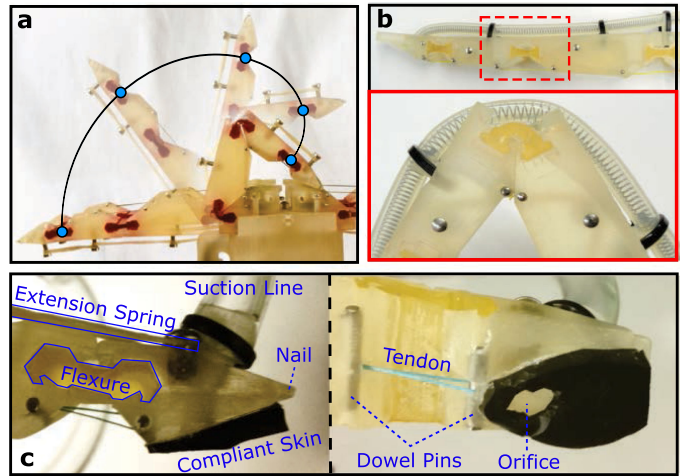 a
b
Extension Spring
Suction Line
Nail
Flexure
Compliant Skin
c
Tendon
Dowel Pins
Orifice